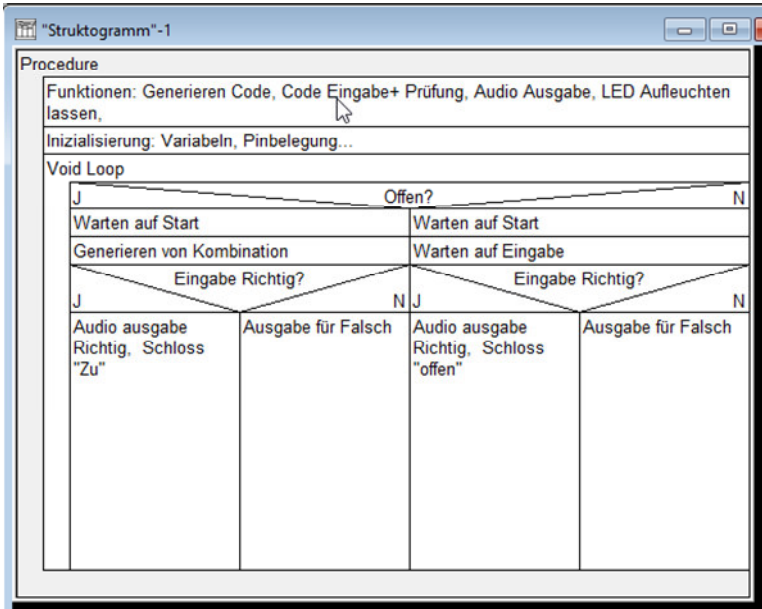 "Struktogramm"-1
Procedure
Funktionen: Generieren Code, Code Eingabe+ Prüfung, Audio Ausgabe, LED Aufleuchten
lassen,
Inizialisierung: Variabeln, Pinbelegung...
Void Loop
J Offen? N
Warten auf Start
Generieren von Kombination
Eingabe Richtig?
J N
Audio ausgabe
Richtig, Schloss
"Zu"
Ausgabe für Falsch
Warten auf Start
Warten auf Eingabe
Eingabe Richtig?
J N
Audio ausgabe
Richtig, Schloss
"offen"
Ausgabe für Falsch